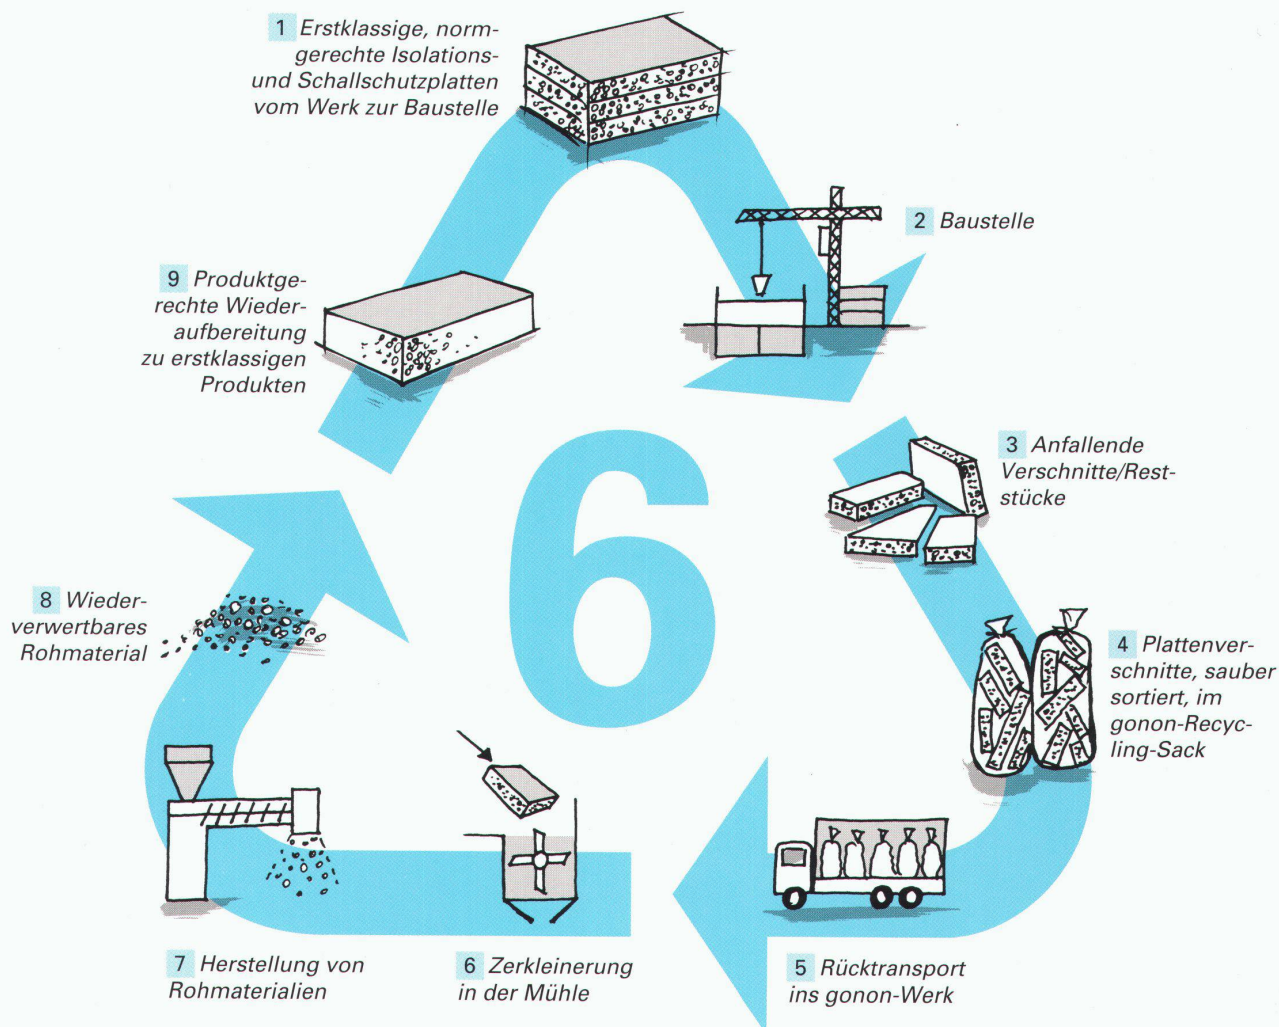 1 Erstklassige, norm-
gerechte Isolations-
und Schallschutzplatten
vom Werk zur Baustelle
2 Baustelle
3 Anfallende
Verschnitte/Rest-
stücke
4 Plattenver-
schnitte, sauber
sortiert, im
gonon-Recyc-
ling-Sack
5 Rücktransport
ins gonon-Werk
6 Zerkleinerung
in der Mühle
7 Herstellung von
Rohmaterialien
8 Wieder-
verwertbares
Rohmaterial
9 Produktge-
rechte Wieder-
aufbereitung
zu erstklassigen
Produkten
6